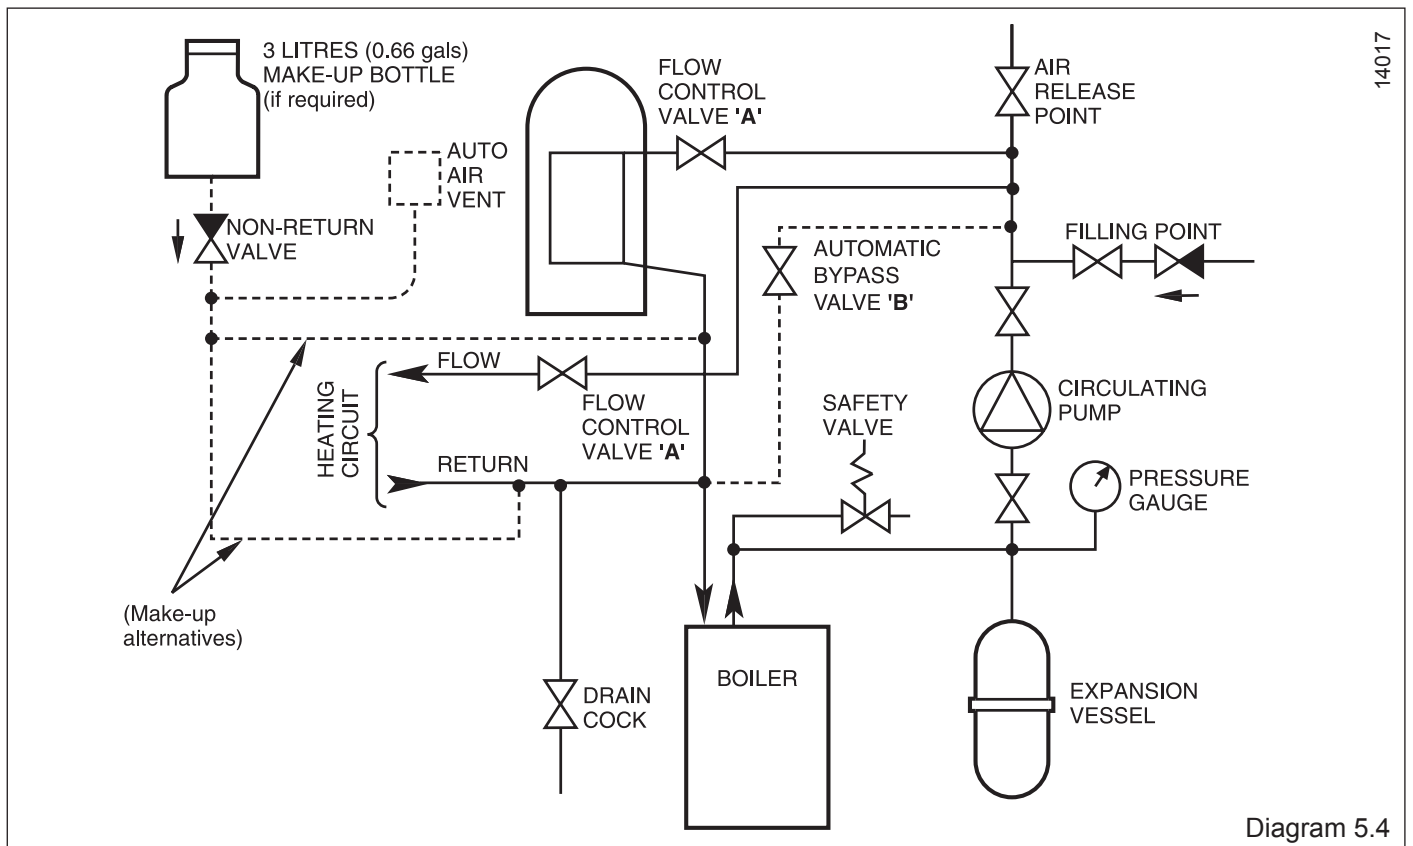 3 LITRES (0.66 gals)
MAKE-UP BOTTLE
(if required)
AUTO
AIR
VENT
NON-RETURN
VALVE
FLOW
CONTROL
VALVE 'A'
AIR
RELEASE
POINT
14017
AUTOMATIC
BYPASS
VALVE 'B'
FILLING POINT
HEATING
CIRCUIT
FLOW
FLOW
CONTROL
VALVE 'A'
RETURN
SAFETY
VALVE
CIRCULATING
PUMP
PRESSURE
GAUGE
(Make-up
alternatives)
DRAIN
COCK
BOILER
EXPANSION
VESSEL
Diagram 5.4